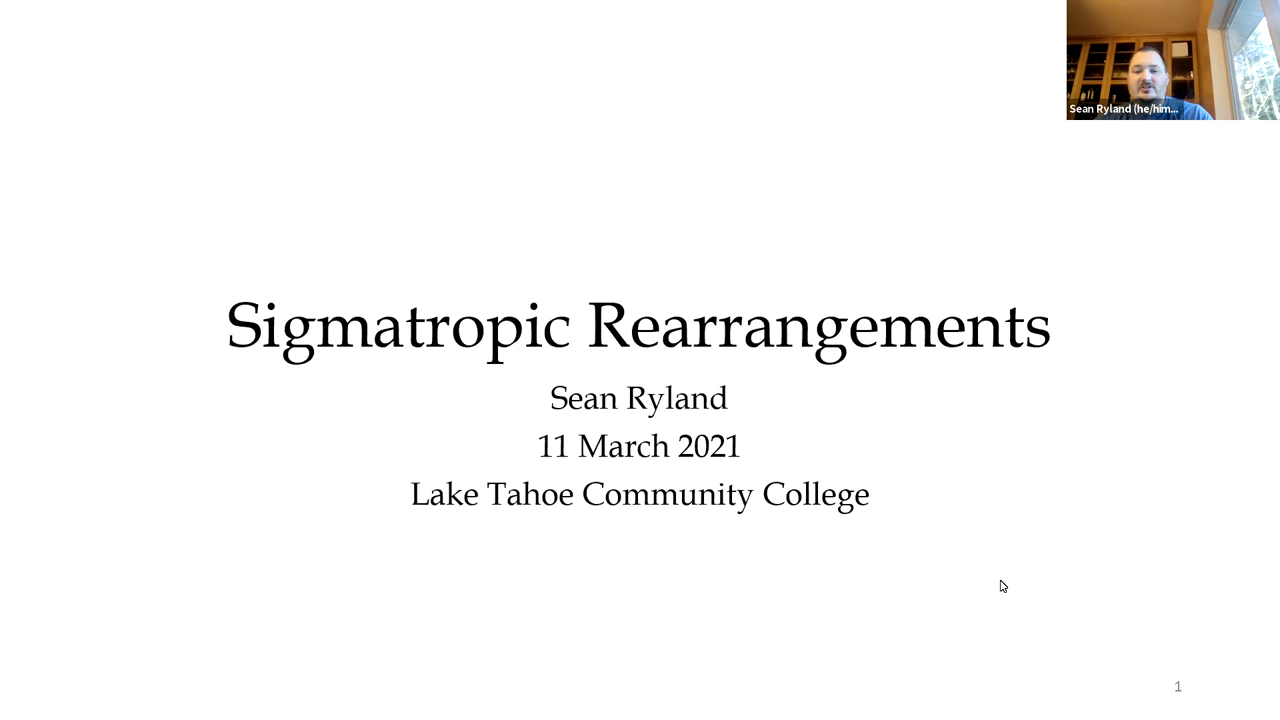 Sean Ryland (he/him...
Sigmatropic Rearrangements
Sean Ryland
11 March 2021
Lake Tahoe Community College
1